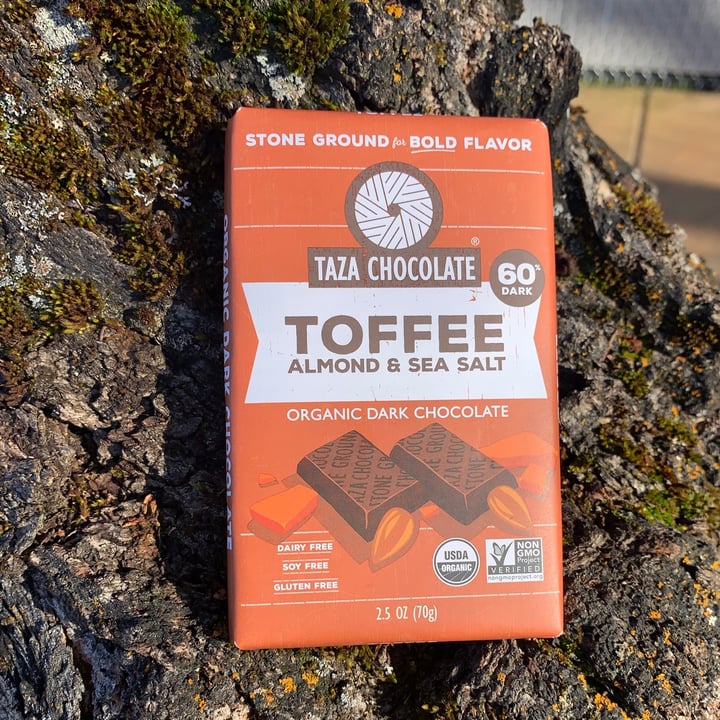 STONE GROUND for BOLD FLAVOR
TAZA CHOCOLATE®
60% DARK
TOFFEE
ALMOND & SEA SALT
ORGANIC DARK CHOCOLATE
DAIRY FREE
SOY FREE
GLUTEN FREE
USDA
ORGANIC
NON
GMO
Project
VERIFIED
nongmoproject.org
2.5 OZ (70g)
ORGANIC DARK CHOCOLATE